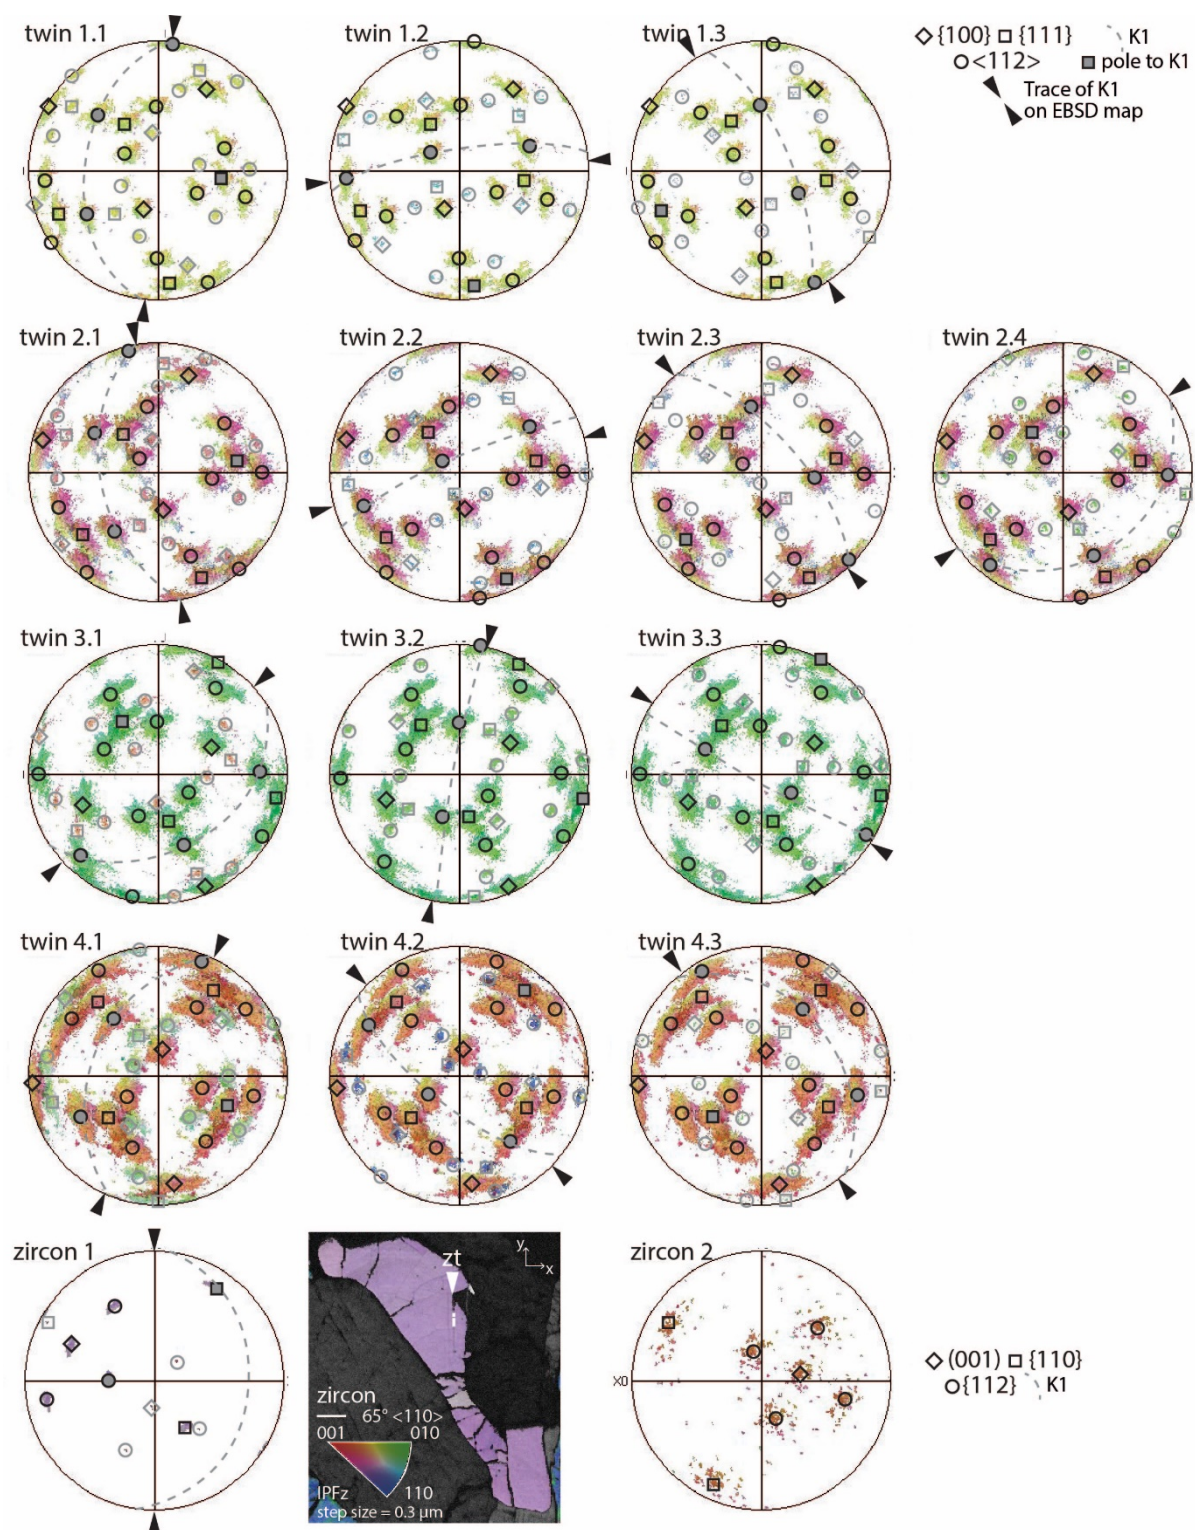 twin 1.1
twin 1.2
twin 1.3
{100} {111} K1
<112> pole to K1
Trace of K1
on EBSD map
twin 2.1
twin 2.2
twin 2.3
twin 2.4
twin 3.1
twin 3.2
twin 3.3
twin 4.1
twin 4.2
twin 4.3
zircon 1
zt
y
x
i
zircon
65° <110>
001 010
IPFz 110
step size = 0.3 µm
zircon 2
X0
(001) {110}
{112} K1